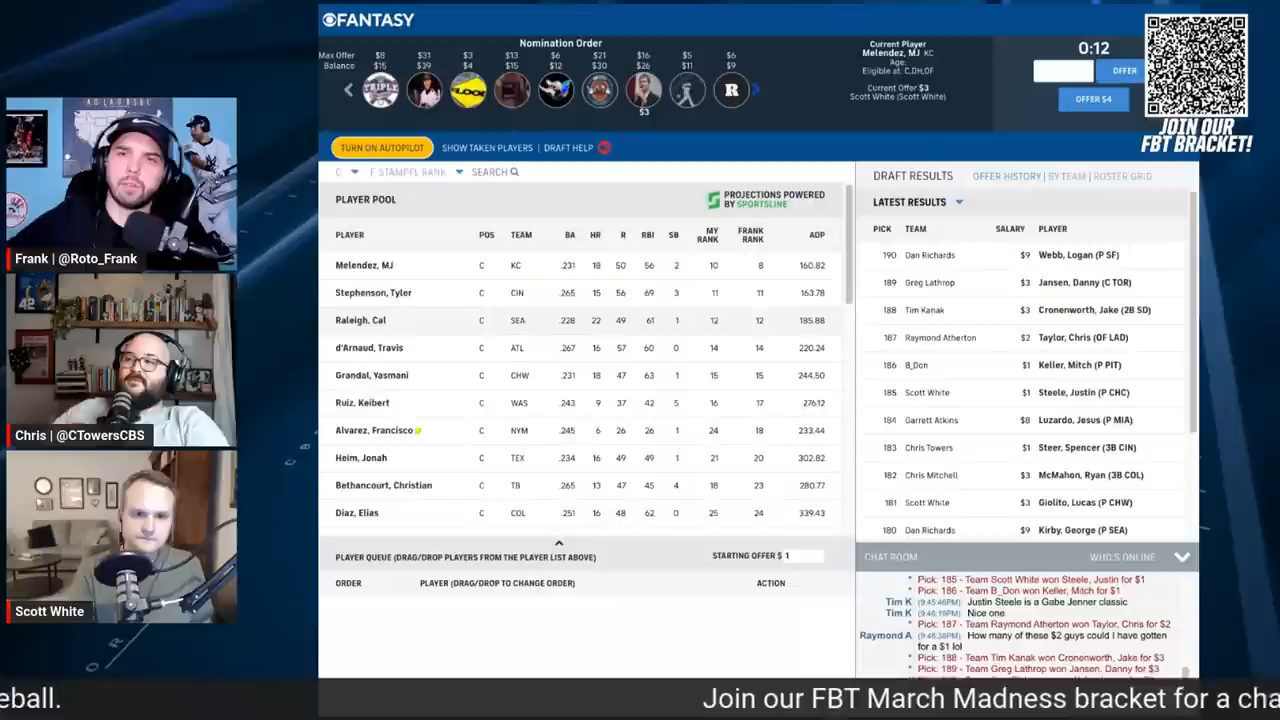 FANTASY
Nomination Order
Max Offer $8 $31 $3 $13 $6 $21 $16 $5 $6
Balance $15 $39 $4 $15 $12 $30 $26 $11 $9
TRIPLE
R
$3
Current Player
Melendez, MJ KC
Age:
Eligible at: C,DH,OF
Current Offer $3
Scott White (Scott White)
0:12
OFFER
OFFER $4
JOIN OUR
FBT BRACKET!
TURN ON AUTOPILOT SHOW TAKEN PLAYERS | DRAFT HELP
C F STAMPFL RANK SEARCH
PLAYER POOL
PROJECTIONS POWERED
BY SPORTSLINE
PLAYER POS TEAM BA HR R RBI SB MY RANK FRANK RANK ADP
Melendez, MJ C KC .231 18 50 56 2 10 8 160.82
Stephenson, Tyler C CIN .265 15 56 69 3 11 11 163.78
Raleigh, Cal C SEA .228 22 49 61 1 12 12 185.88
d'Arnaud, Travis C ATL .267 16 57 60 0 14 14 220.24
Grandal, Yasmani C CHW .231 18 47 63 1 15 15 244.50
Ruiz, Keibert C WAS .243 9 37 42 5 16 17 276.12
Alvarez, Francisco C NYM .245 6 26 26 1 24 18 233.44
Heim, Jonah C TEX .234 16 49 49 1 21 20 302.82
Bethancourt, Christian C TB .265 13 47 45 4 18 23 280.77
Diaz, Elias C COL .251 16 48 62 0 25 24 339.43
PLAYER QUEUE (DRAG/DROP PLAYERS FROM THE PLAYER LIST ABOVE) STARTING OFFER $ 1
ORDER PLAYER (DRAG/DROP TO CHANGE ORDER) ACTION
DRAFT RESULTS OFFER HISTORY | BY TEAM | ROSTER GRID
LATEST RESULTS
PICK TEAM SALARY PLAYER
190 Dan Richards $9 Webb, Logan (P SF)
189 Greg Lathrop $3 Jansen, Danny (C TOR)
188 Tim Kanak $3 Cronenworth, Jake (2B SD)
187 Raymond Atherton $2 Taylor, Chris (OF LAD)
186 B_Don $1 Keller, Mitch (P PIT)
185 Scott White $1 Steele, Justin (P CHC)
184 Garrett Atkins $8 Luzardo, Jesus (P MIA)
183 Chris Towers $1 Steer, Spencer (3B CIN)
182 Chris Mitchell $3 McMahon, Ryan (3B COL)
181 Scott White $3 Giolito, Lucas (P CHW)
180 Dan Richards $9 Kirby, George (P SEA)
CHAT ROOM WHO'S ONLINE
* Pick: 185 - Team Scott White won Steele, Justin for $1
* Pick: 186 - Team B_Don won Keller, Mitch for $1
Tim K (9:45:46PM) Justin Steele is a Gabe Jenner classic
Tim K (9:46:19PM) Nice one
* Pick: 187 - Team Raymond Atherton won Taylor, Chris for $2
Raymond A (9:46:38PM) How many of these $2 guys could I have gotten
for a $1 lol
* Pick: 188 - Team Tim Kanak won Cronenworth, Jake for $3
* Pick: 189 - Team Greg Lathrop won Jansen, Danny for $3
Frank | @Roto_Frank
42
Chris | @CTowersCBS
Scott White
eball.
Join our FBT March Madness bracket for a cha